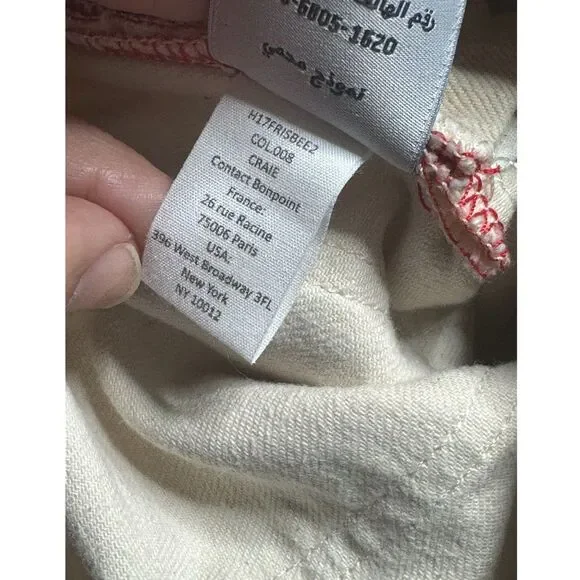 رقم الهاتف
-6805-1620
نموذج محمي
H17FRISBEE2
COL008
CRAIE
Contact Bonpoint
France:
26 rue Racine
75006 Paris
USA:
396 West Broadway 3FL
New York
NY 10012